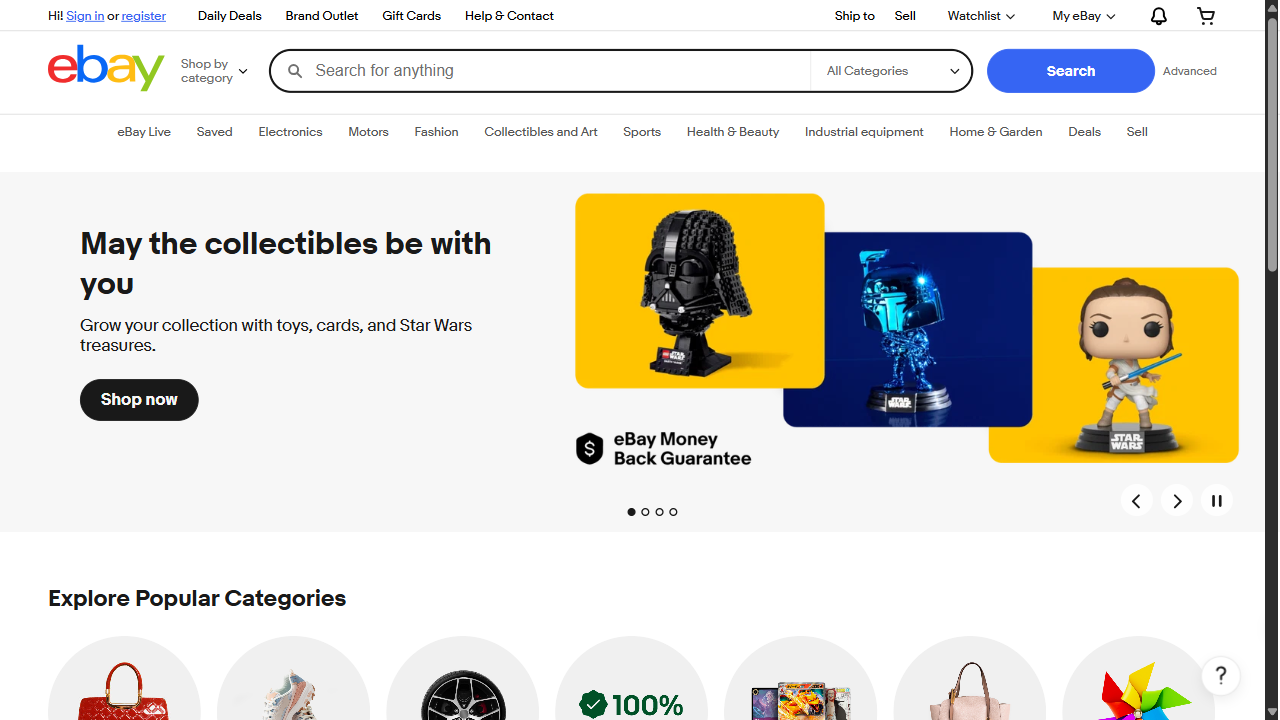 Hi! Sign in or register
Daily Deals
Brand Outlet
Gift Cards
Help & Contact
Ship to
Sell
Watchlist
My eBay
ebay
Shop by
category
Search for anything
All Categories
Search
Advanced
eBay Live
Saved
Electronics
Motors
Fashion
Collectibles and Art
Sports
Health & Beauty
Industrial equipment
Home & Garden
Deals
Sell
May the collectibles be with
you
Grow your collection with toys, cards, and Star Wars
treasures.
Shop now
STAR
WARS
STAR
WARS
STAR
WARS
$
eBay Money
Back Guarantee
Explore Popular Categories
100%
?